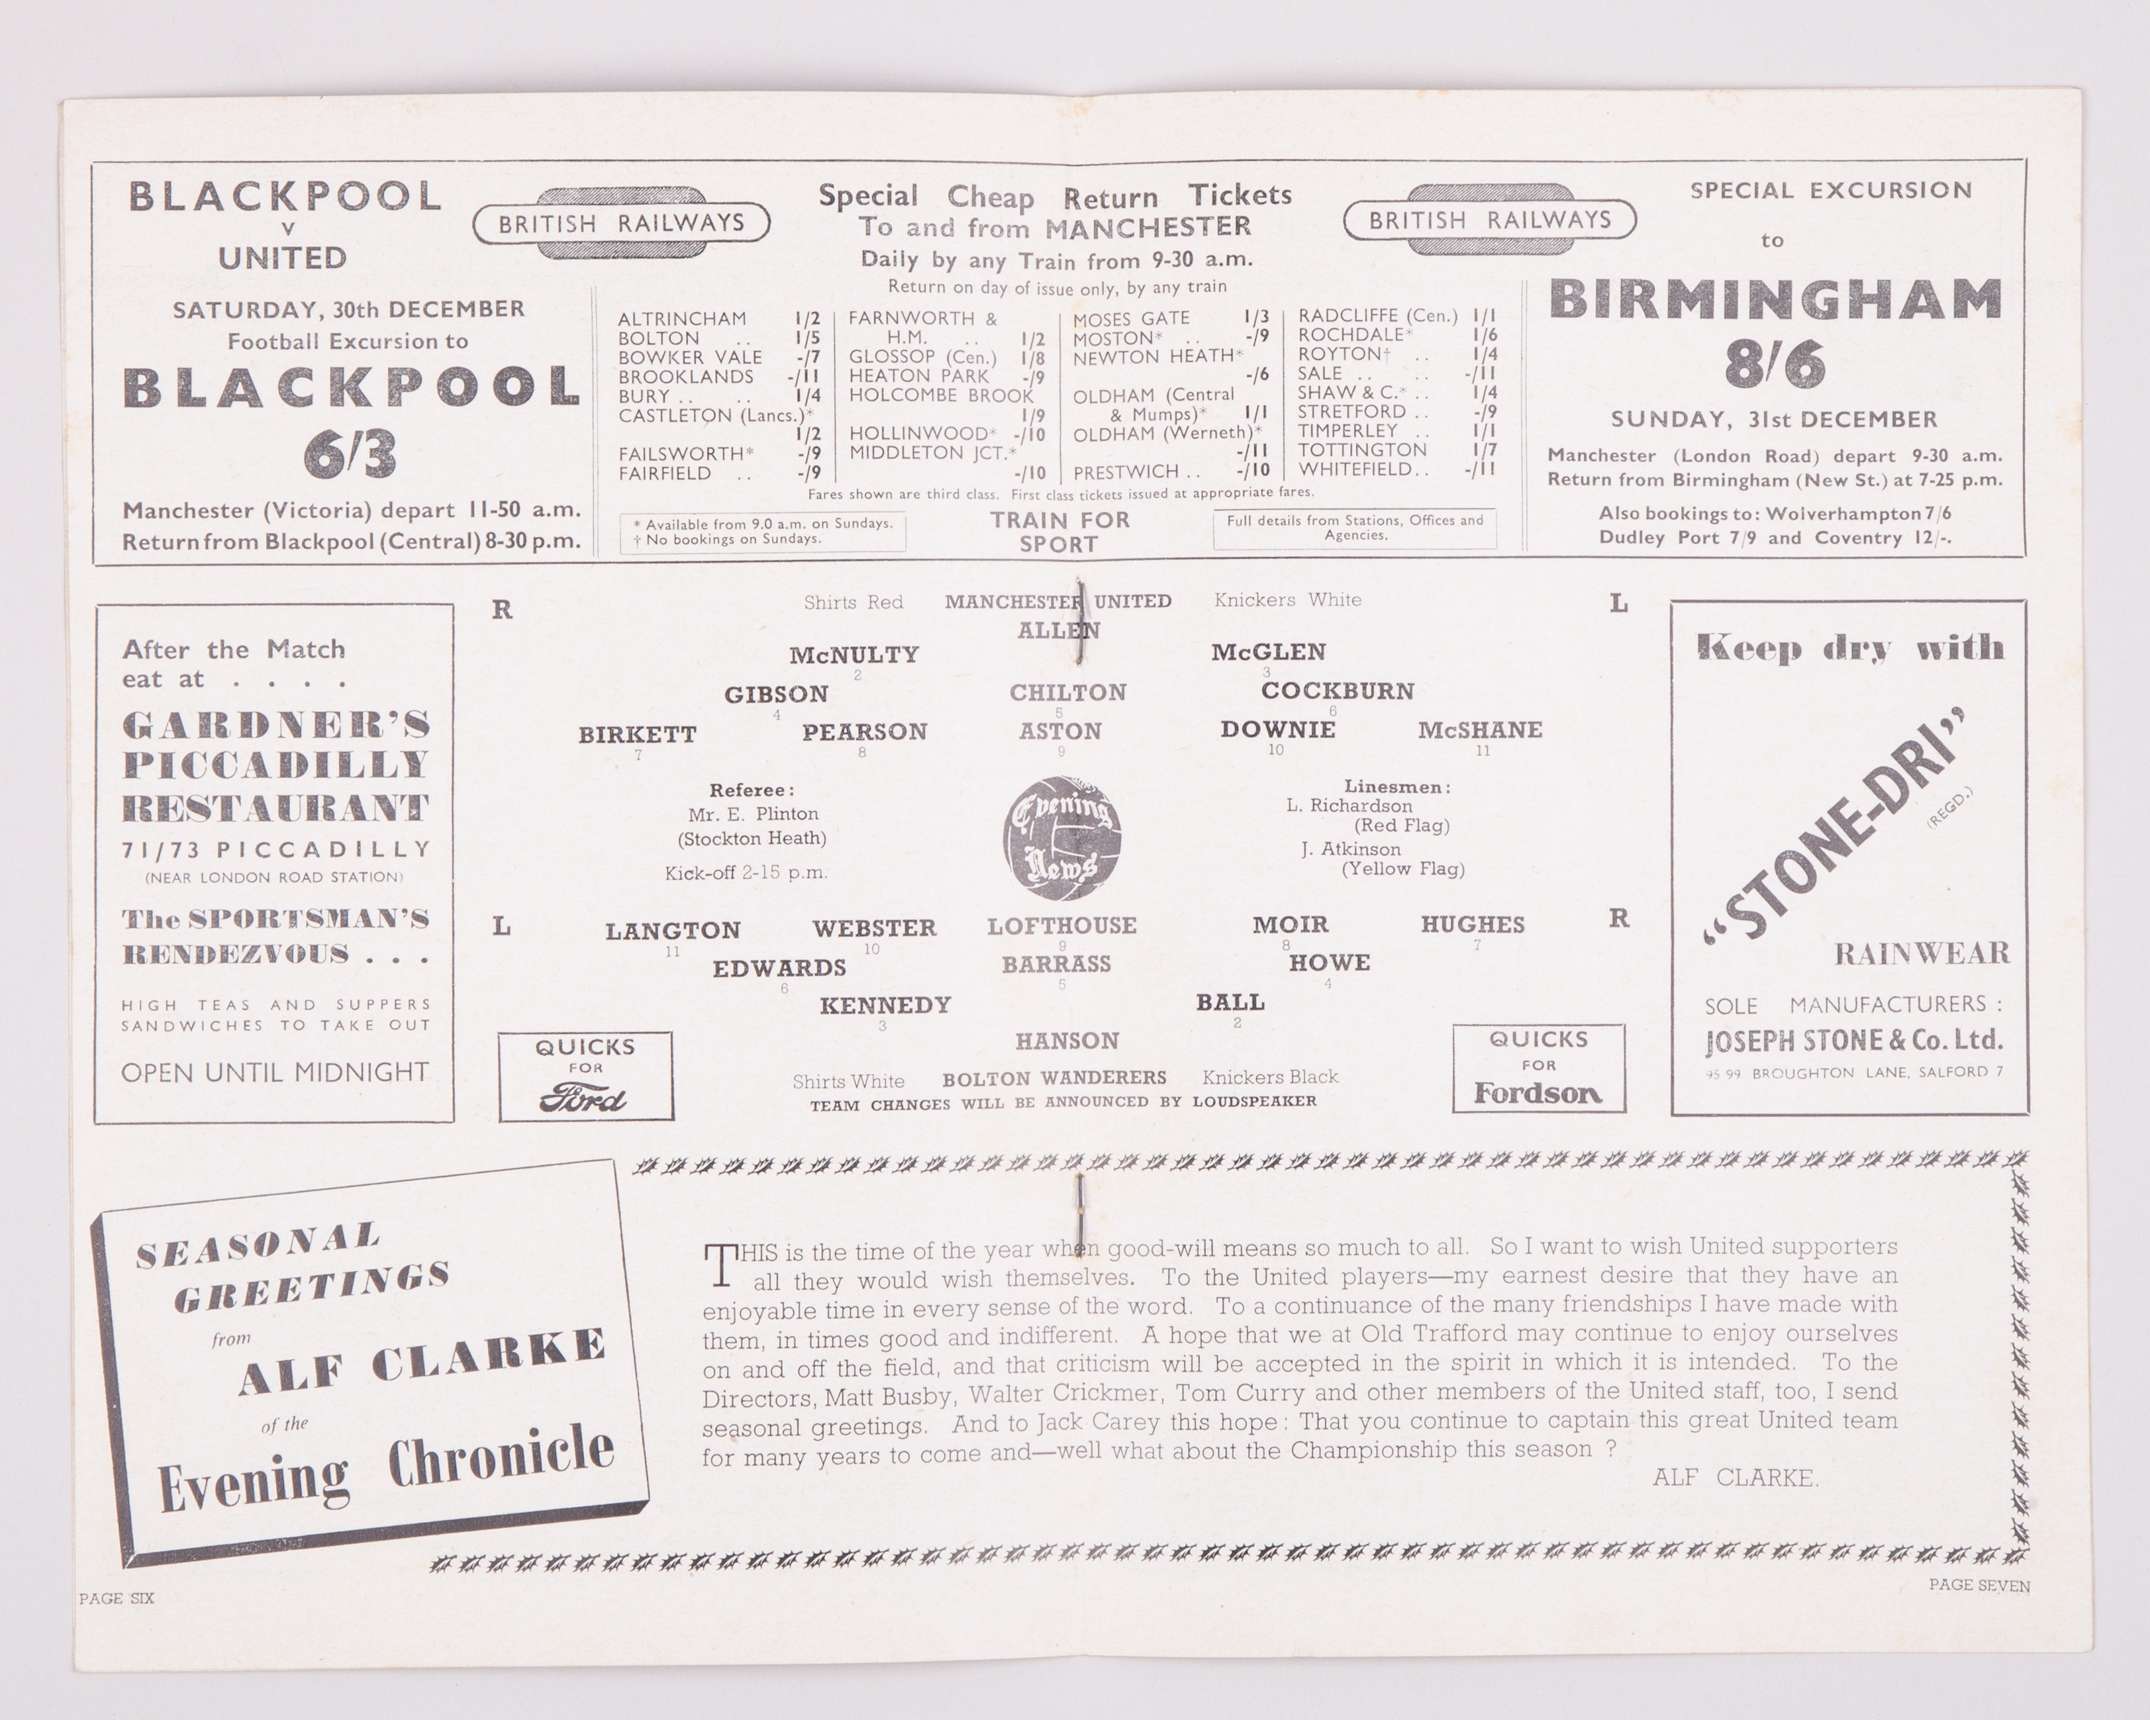 BLACKPOOL
v
UNITED
SATURDAY, 30th DECEMBER
Football Excursion to
BLACKPOOL
6/3
Manchester (Victoria) depart 11-50 a.m.
Return from Blackpool (Central) 8-30 p.m.
BRITISH RAILWAYS
Special Cheap Return Tickets
To and from MANCHESTER
Daily by any Train from 9-30 a.m.
Return on day of issue only, by any train
BRITISH RAILWAYS
ALTRINCHAM 1/2
BOLTON .. 1/5
BOWKER VALE -/7
BROOKLANDS -/11
BURY .. .. 1/4
CASTLETON (Lancs.)*
1/2
FAILSWORTH* -/9
FAIRFIELD .. -/9
FARNWORTH &
H.M. .. 1/2
GLOSSOP (Cen.) 1/8
HEATON PARK -/9
HOLCOMBE BROOK
1/9
HOLLINWOOD* -/10
MIDDLETON JCT.*
-/10
MOSES GATE 1/3
MOSTON* .. -/9
NEWTON HEATH*
-/6
OLDHAM (Central
& Mumps)* 1/1
OLDHAM (Werneth)*
-/11
PRESTWICH .. -/10
RADCLIFFE (Cen.) 1/1
ROCHDALE* 1/6
ROYTON† .. 1/4
SALE .. .. -/11
SHAW & C.* .. 1/4
STRETFORD .. -/9
TIMPERLEY .. 1/1
TOTTINGTON 1/7
WHITEFIELD.. -/11
Fares shown are third class. First class tickets issued at appropriate fares.
* Available from 9.0 a.m. on Sundays.
† No bookings on Sundays.
TRAIN FOR
SPORT
Full details from Stations, Offices and
Agencies.
SPECIAL EXCURSION
to
BIRMINGHAM
8/6
SUNDAY, 31st DECEMBER
Manchester (London Road) depart 9-30 a.m.
Return from Birmingham (New St.) at 7-25 p.m.
Also bookings to: Wolverhampton 7/6
Dudley Port 7/9 and Coventry 12/-.
After the Match
eat at . . . .
GARDNER'S
PICCADILLY
RESTAURANT
71/73 PICCADILLY
(NEAR LONDON ROAD STATION)
The SPORTSMAN'S
RENDEZVOUS . . .
HIGH TEAS AND SUPPERS
SANDWICHES TO TAKE OUT
OPEN UNTIL MIDNIGHT
R Shirts Red MANCHESTER UNITED Knickers White L
ALLEN
McNULTY McGLEN
2 3
GIBSON CHILTON COCKBURN
4 5 6
BIRKETT PEARSON ASTON DOWNIE McSHANE
7 8 9 10 11
Referee:
Mr. E. Plinton
(Stockton Heath)
Kick-off 2-15 p.m.
Evening
News
Linesmen:
L. Richardson
(Red Flag)
J. Atkinson
(Yellow Flag)
L LANGTON WEBSTER LOFTHOUSE MOIR HUGHES R
11 10 9 8 7
EDWARDS BARRASS HOWE
6 5 4
KENNEDY BALL
3 2
HANSON
Shirts White BOLTON WANDERERS Knickers Black
TEAM CHANGES WILL BE ANNOUNCED BY LOUDSPEAKER
QUICKS
FOR
Ford
QUICKS
FOR
Fordson
Keep dry with
"STONE-DRI"
(REGD.)
RAINWEAR
SOLE MANUFACTURERS :
JOSEPH STONE & Co. Ltd.
95 99 BROUGHTON LANE, SALFORD 7
SEASONAL
GREETINGS
from
ALF CLARKE
of the
Evening Chronicle
THIS is the time of the year when good-will means so much to all. So I want to wish United supporters
all they would wish themselves. To the United players—my earnest desire that they have an
enjoyable time in every sense of the word. To a continuance of the many friendships I have made with
them, in times good and indifferent. A hope that we at Old Trafford may continue to enjoy ourselves
on and off the field, and that criticism will be accepted in the spirit in which it is intended. To the
Directors, Matt Busby, Walter Crickmer, Tom Curry and other members of the United staff, too, I send
seasonal greetings. And to Jack Carey this hope: That you continue to captain this great United team
for many years to come and—well what about the Championship this season ?
ALF CLARKE.
PAGE SIX
PAGE SEVEN